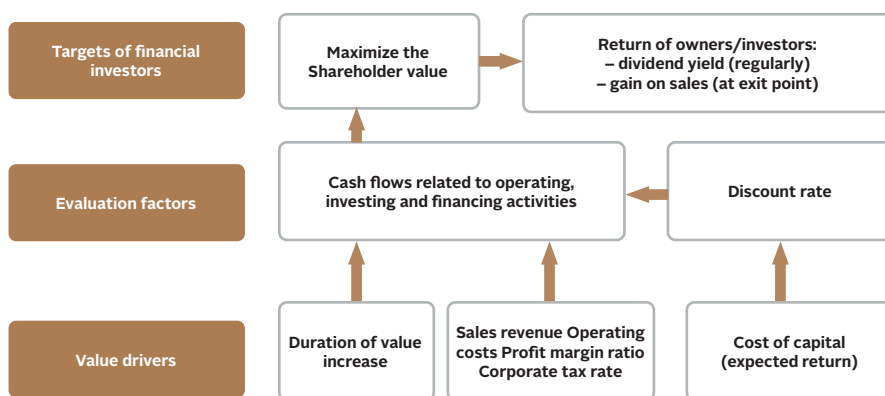 Targets of financial
investors
Maximize the
Shareholder value
Return of owners/investors:
– dividend yield (regularly)
– gain on sales (at exit point)
Evaluation factors
Cash flows related to operating,
investing and financing activities
Discount rate
Value drivers
Duration of value
increase
Sales revenue Operating
costs Profit margin ratio
Corporate tax rate
Cost of capital
(expected return)